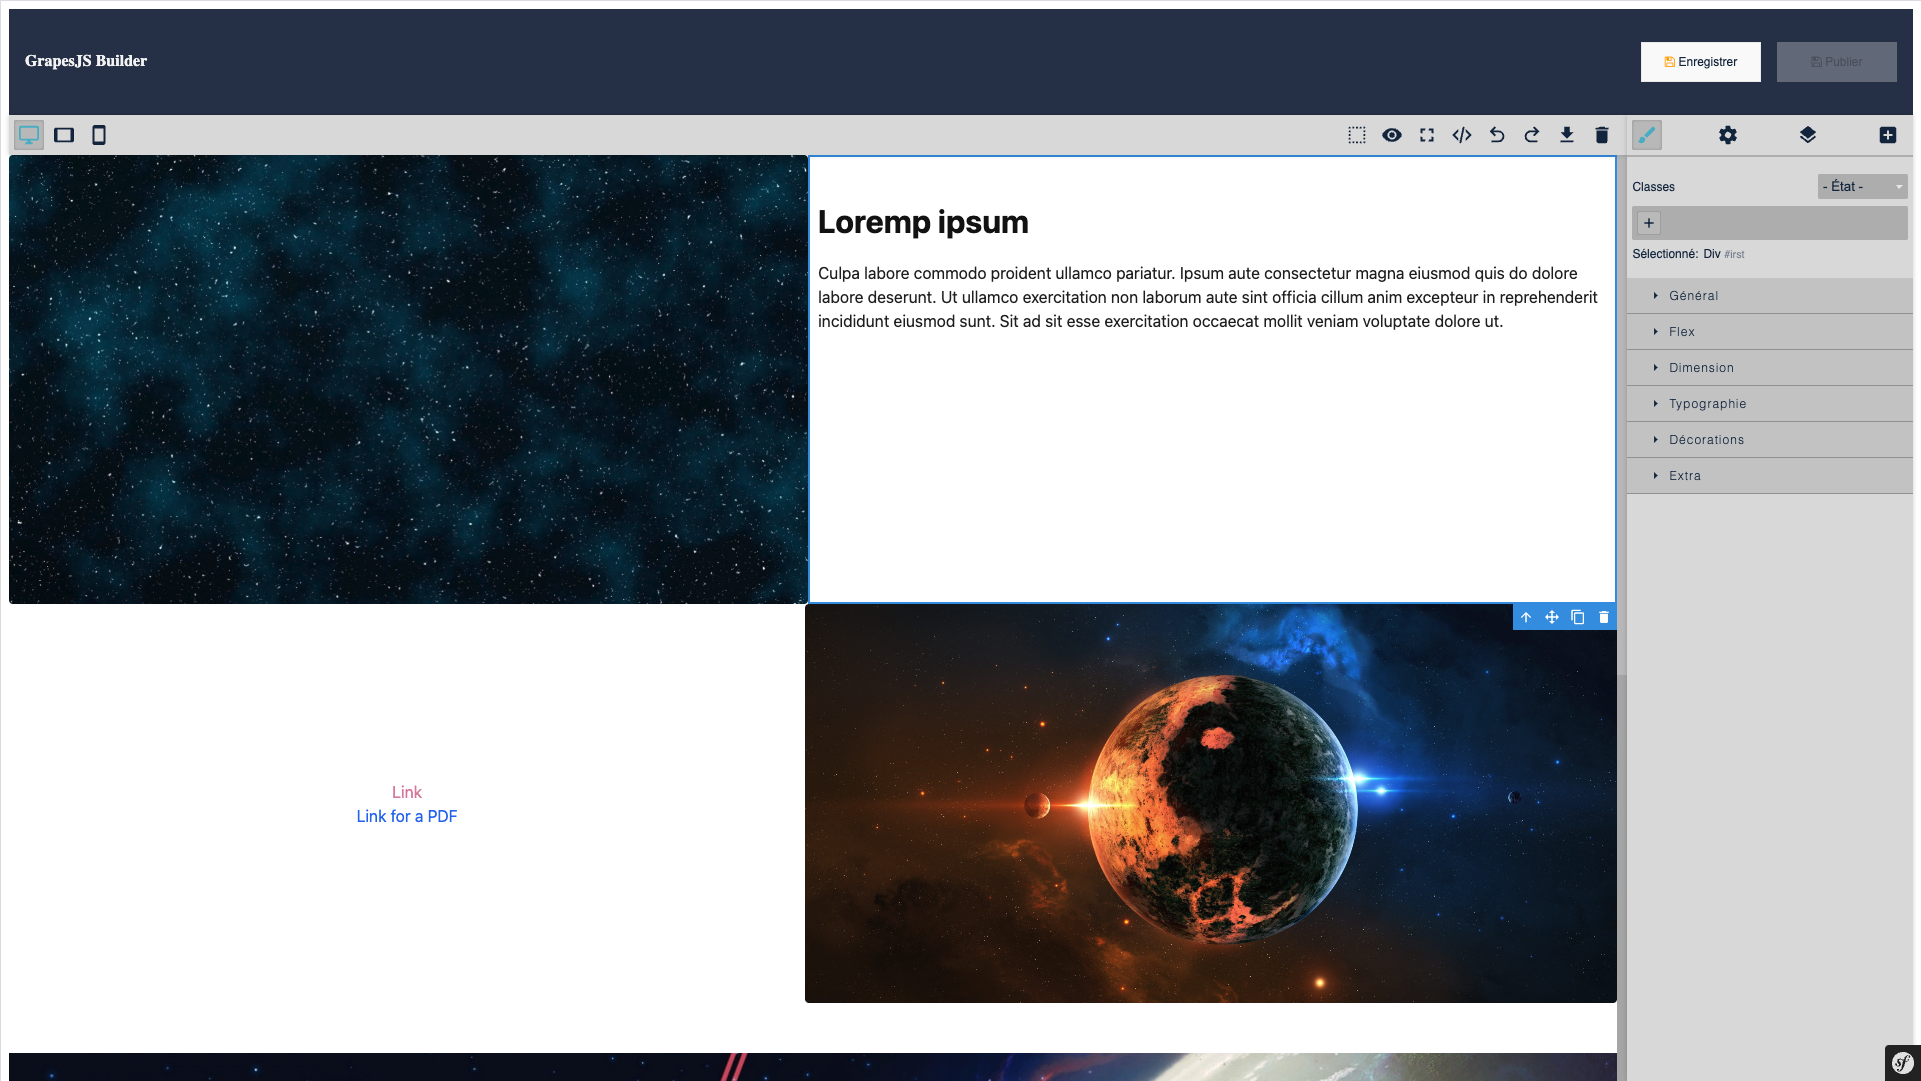 GrapesJS Builder
Enregistrer
Publier
Classes
- État -
Sélectionné: Div #irst
Général
Flex
Dimension
Typographie
Décorations
Extra
Loremp ipsum
Culpa labore commodo proident ullamco pariatur. Ipsum aute consectetur magna eiusmod quis do dolore
labore deserunt. Ut ullamco exercitation non laborum aute sint officia cillum anim excepteur in reprehenderit
incididunt eiusmod sunt. Sit ad sit esse exercitation occaecat mollit veniam voluptate dolore ut.
Link
Link for a PDF
sf